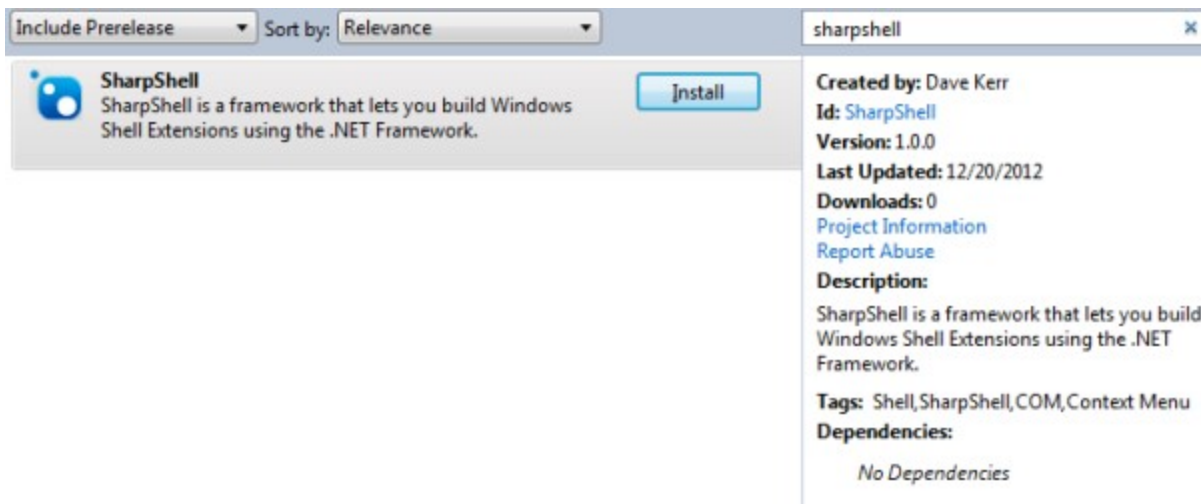 Include Prerelease Sort by: Relevance
sharpshell
SharpShell
SharpShell is a framework that lets you build Windows
Shell Extensions using the .NET Framework.
Install
Created by: Dave Kerr
Id: SharpShell
Version: 1.0.0
Last Updated: 12/20/2012
Downloads: 0
Project Information
Report Abuse
Description:
SharpShell is a framework that lets you build
Windows Shell Extensions using the .NET
Framework.
Tags: Shell,SharpShell,COM,Context Menu
Dependencies:
No Dependencies